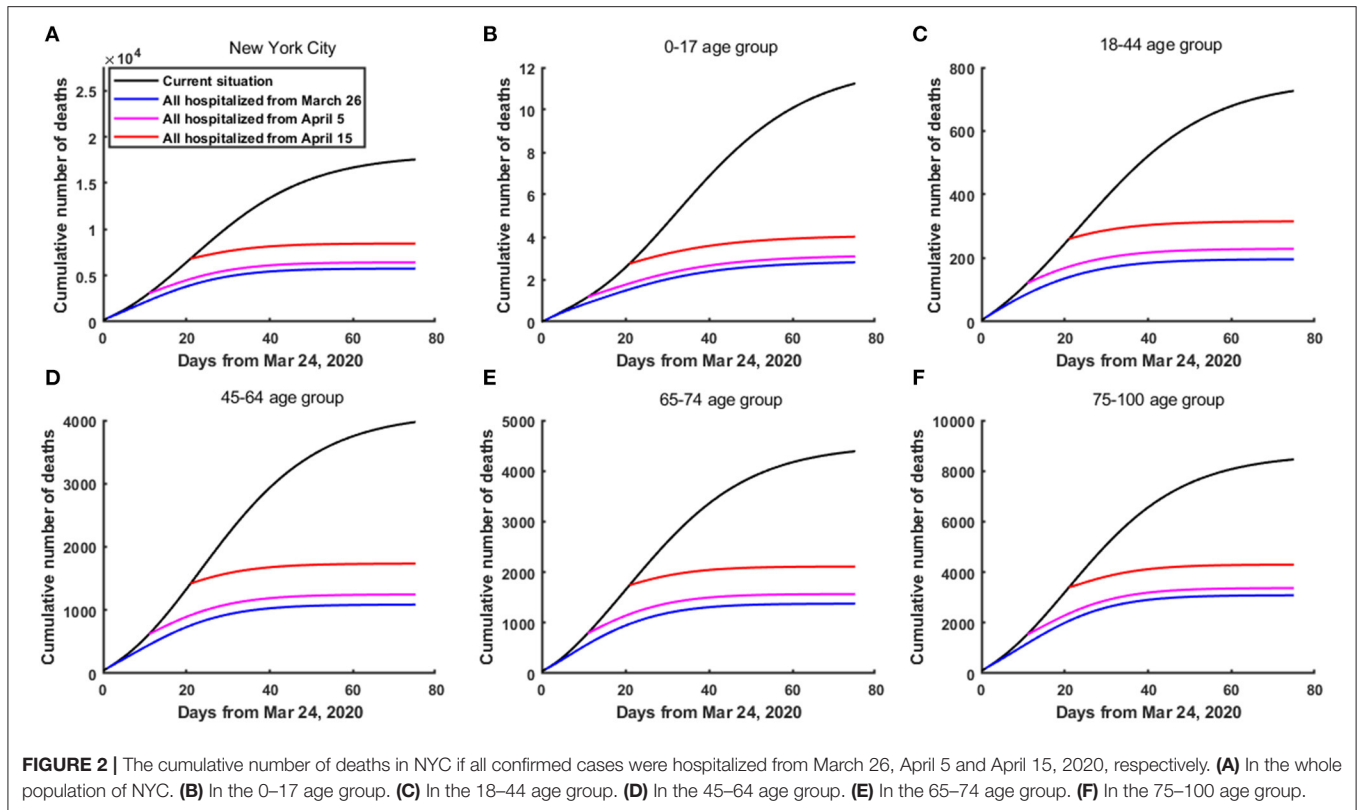 A
New York City
×10⁴
Cumulative number of deaths
2.5
2
1.5
1
0.5
0
Current situation
All hospitalized from March 26
All hospitalized from April 5
All hospitalized from April 15
0 20 40 60 80
Days from Mar 24, 2020
B
0-17 age group
Cumulative number of deaths
12
10
8
6
4
2
0
0 20 40 60 80
Days from Mar 24, 2020
C
18-44 age group
Cumulative number of deaths
800
600
400
200
0
0 20 40 60 80
Days from Mar 24, 2020
D
45-64 age group
Cumulative number of deaths
4000
3000
2000
1000
0
0 20 40 60 80
Days from Mar 24, 2020
E
65-74 age group
Cumulative number of deaths
5000
4000
3000
2000
1000
0
0 20 40 60 80
Days from Mar 24, 2020
F
75-100 age group
Cumulative number of deaths
10000
8000
6000
4000
2000
0
0 20 40 60 80
Days from Mar 24, 2020
FIGURE 2 | The cumulative number of deaths in NYC if all confirmed cases were hospitalized from March 26, April 5 and April 15, 2020, respectively. (A) In the whole
population of NYC. (B) In the 0–17 age group. (C) In the 18–44 age group. (D) In the 45–64 age group. (E) In the 65–74 age group. (F) In the 75–100 age group.